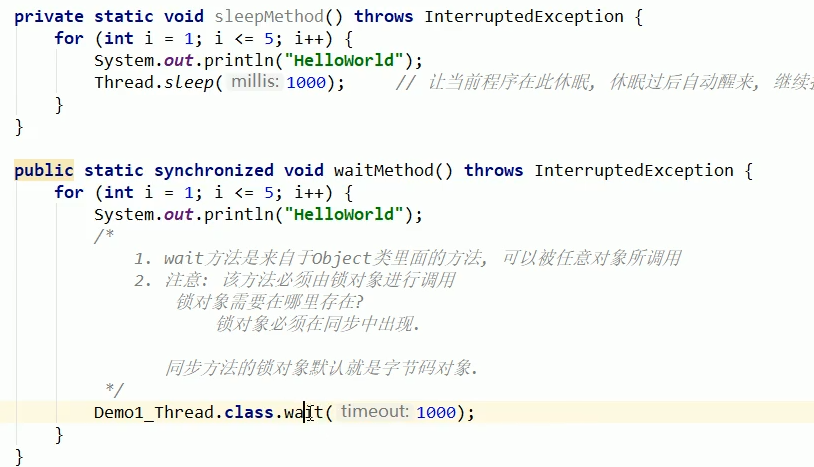 private static void sleepMethod() throws InterruptedException {
for (int i = 1; i <= 5; i++) {
System.out.println("HelloWorld");
Thread.sleep( millis: 1000); // 让当前程序在此休眠, 休眠过后自动醒来, 继续
}
}
public static synchronized void waitMethod() throws InterruptedException {
for (int i = 1; i <= 5; i++) {
System.out.println("HelloWorld");
/*
1. wait方法是来自于Object类里面的方法, 可以被任意对象所调用
2. 注意: 该方法必须由锁对象进行调用
锁对象需要在哪里存在?
锁对象必须在同步中出现.
同步方法的锁对象默认就是字节码对象.
*/
Demo1_Thread.class.wait( timeout: 1000);
}
}